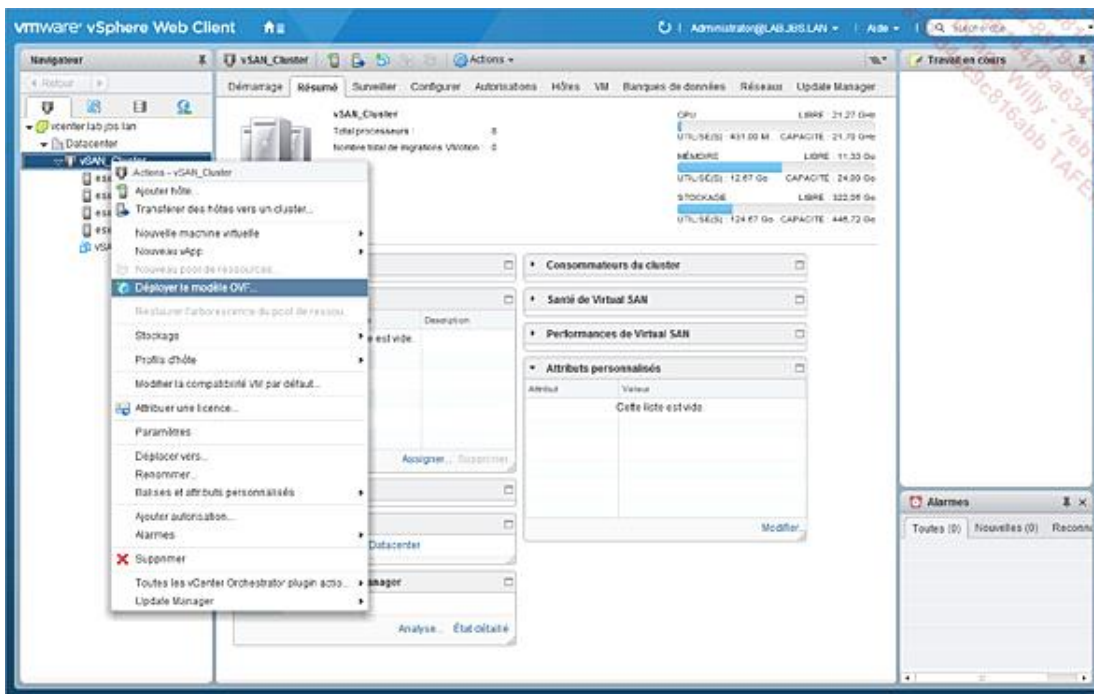 vmware® vSphere Web Client
Administrator@LAB.JBS.LAN
Aide
Navigateur
Retour
vcenter.lab.jbs.lan
Datacenter
vSAN_Cluster
vSAN_Cluster
Actions
Démarrage Résumé Surveiller Configurer Autorisations Hôtes VM Banques de données Réseaux Update Manager
vSAN_Cluster
Total processeurs : 8
Nombre total de migrations VMotion : 0
CPU LIBRE : 21,27 GHz
UTILISÉ(S) : 431,00 M CAPACITÉ : 21,70 GHz
MÉMOIRE LIBRE : 11,33 Go
UTILISÉ(S) : 12,67 Go CAPACITÉ : 24,00 Go
STOCKAGE LIBRE : 322,05 Go
UTILISÉ(S) : 124,67 Go CAPACITÉ : 446,72 Go
Actions - vSAN_Cluster
Ajouter hôte...
Transférer des hôtes vers un cluster...
Nouvelle machine virtuelle
Nouveau vApp
Nouveau pool de ressources...
Déployer le modèle OVF...
Restaurer l'arborescence du pool de ressou...
Stockage
Profils d'hôte
Modifier la compatibilité VM par défaut...
Attribuer une licence...
Paramètres
Déplacer vers...
Renommer...
Balises et attributs personnalisés
Ajouter autorisation...
Alarmes
Supprimer
Toutes les vCenter Orchestrator plugin actio...
Update Manager
Description
est vide.
Assigner... Supprimer
Datacenter
Manager
Analyse... État détaillé
Consommateurs du cluster
Santé de Virtual SAN
Performances de Virtual SAN
Attributs personnalisés
Attribut Valeur
Cette liste est vide
Modifier...
Travail en cours
Alarmes
Toutes (0) Nouvelles (0) Reconnu